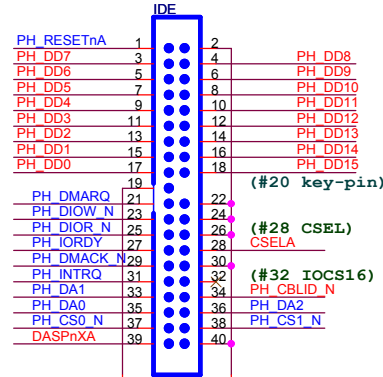 IDE
PH_RESETnA 1 2
PH_DD7 3 4 PH_DD8
PH_DD6 5 6 PH_DD9
PH_DD5 7 8 PH_DD10
PH_DD4 9 10 PH_DD11
PH_DD3 11 12 PH_DD12
PH_DD2 13 14 PH_DD13
PH_DD1 15 16 PH_DD14
PH_DD0 17 18 PH_DD15
19 (#20 key-pin)
PH_DMARQ 21 22
PH_DIOW_N 23 24
PH_DIOR_N 25 26 (#28 CSEL)
PH_IORDY 27 28 CSELA
PH_DMACK_N 29 30
PH_INTRQ 31 32 (#32 IOCS16)
PH_DA1 33 34 PH_CBLID_N
PH_DA0 35 36 PH_DA2
PH_CS0_N 37 38 PH_CS1_N
DASPnXA 39 40